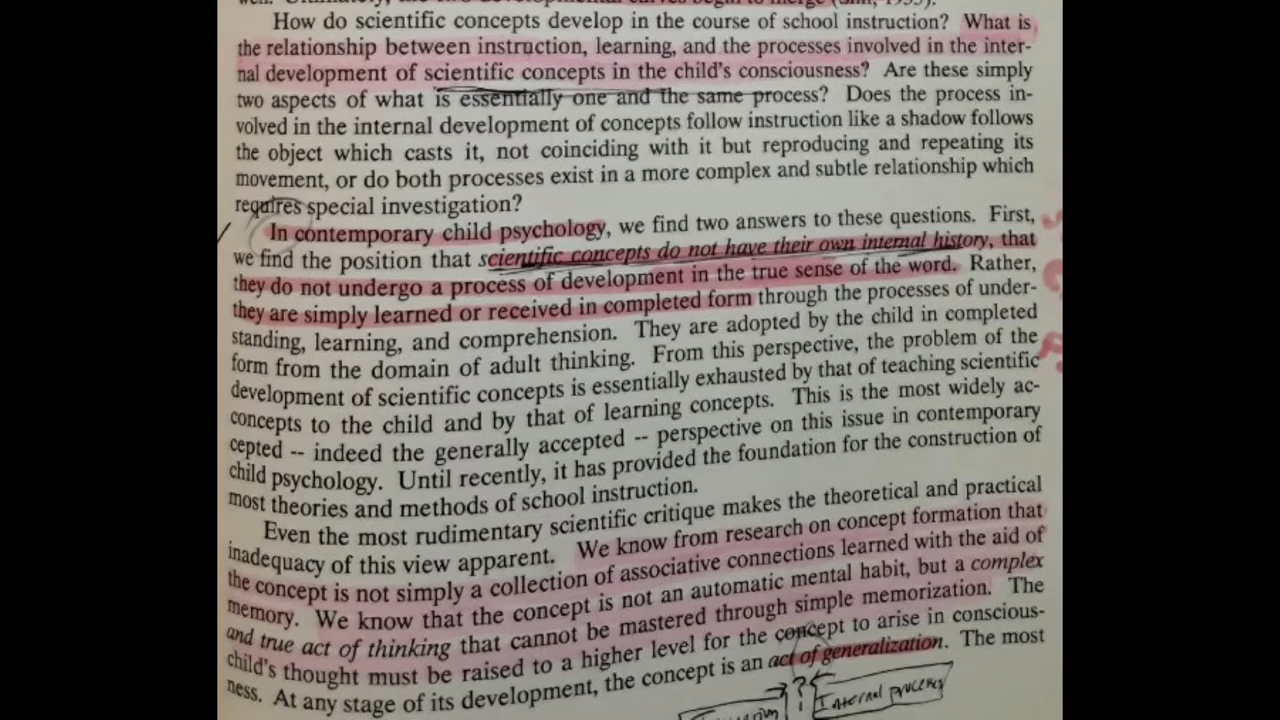 well. Ultimately, the two developmental curves begin to merge (Shif, 1935).
How do scientific concepts develop in the course of school instruction? What is
the relationship between instruction, learning, and the processes involved in the inter-
nal development of scientific concepts in the child's consciousness? Are these simply
two aspects of what is essentially one and the same process? Does the process in-
volved in the internal development of concepts follow instruction like a shadow follows
the object which casts it, not coinciding with it but reproducing and repeating its
movement, or do both processes exist in a more complex and subtle relationship which
requires special investigation?
In contemporary child psychology, we find two answers to these questions. First,
we find the position that scientific concepts do not have their own internal history, that
they do not undergo a process of development in the true sense of the word. Rather,
they are simply learned or received in completed form through the processes of under-
standing, learning, and comprehension. They are adopted by the child in completed
form from the domain of adult thinking. From this perspective, the problem of the
development of scientific concepts is essentially exhausted by that of teaching scientific
concepts to the child and by that of learning concepts. This is the most widely ac-
cepted -- indeed the generally accepted -- perspective on this issue in contemporary
child psychology. Until recently, it has provided the foundation for the construction of
most theories and methods of school instruction.
Even the most rudimentary scientific critique makes the theoretical and practical
inadequacy of this view apparent. We know from research on concept formation that
the concept is not simply a collection of associative connections learned with the aid of
memory. We know that the concept is not an automatic mental habit, but a complex
and true act of thinking that cannot be mastered through simple memorization. The
child's thought must be raised to a higher level for the concept to arise in conscious-
ness. At any stage of its development, the concept is an act of generalization. The most
? Internal process